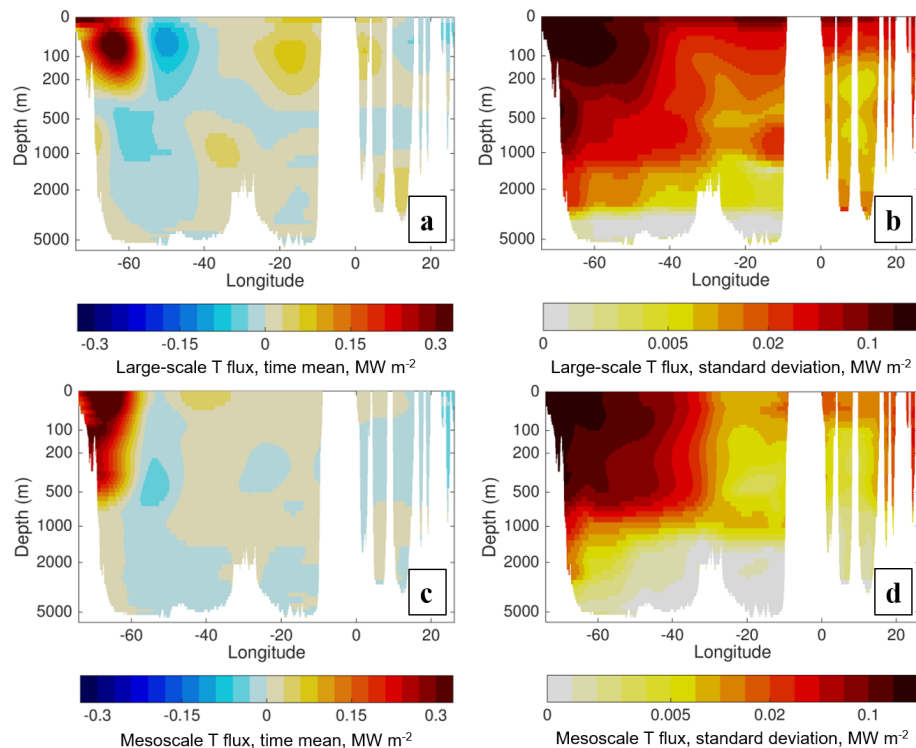 0
100
200
500
1000
2000
5000
Depth (m)
a
-60 -40 -20 0 20
Longitude
-0.3 -0.15 0 0.15 0.3
Large-scale T flux, time mean, MW m-2
0
100
200
500
1000
2000
5000
Depth (m)
b
-60 -40 -20 0 20
Longitude
0 0.005 0.02 0.1
Large-scale T flux, standard deviation, MW m-2
0
100
200
500
1000
2000
5000
Depth (m)
c
-60 -40 -20 0 20
Longitude
-0.3 -0.15 0 0.15 0.3
Mesoscale T flux, time mean, MW m-2
0
100
200
500
1000
2000
5000
Depth (m)
d
-60 -40 -20 0 20
Longitude
0 0.005 0.02 0.1
Mesoscale T flux, standard deviation, MW m-2